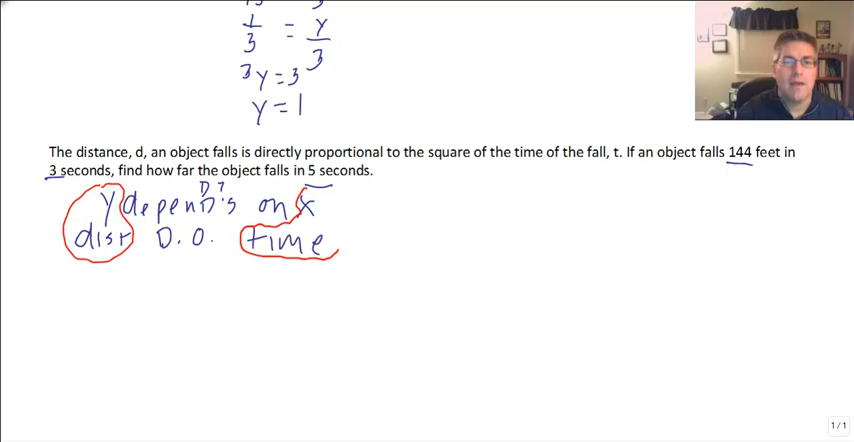 1/3 = y/3
3y = 3
y = 1
The distance, d, an object falls is directly proportional to the square of the time of the fall, t. If an object falls 144 feet in
3 seconds, find how far the object falls in 5 seconds.
y depenD's on x
dist D.O. time
1/1